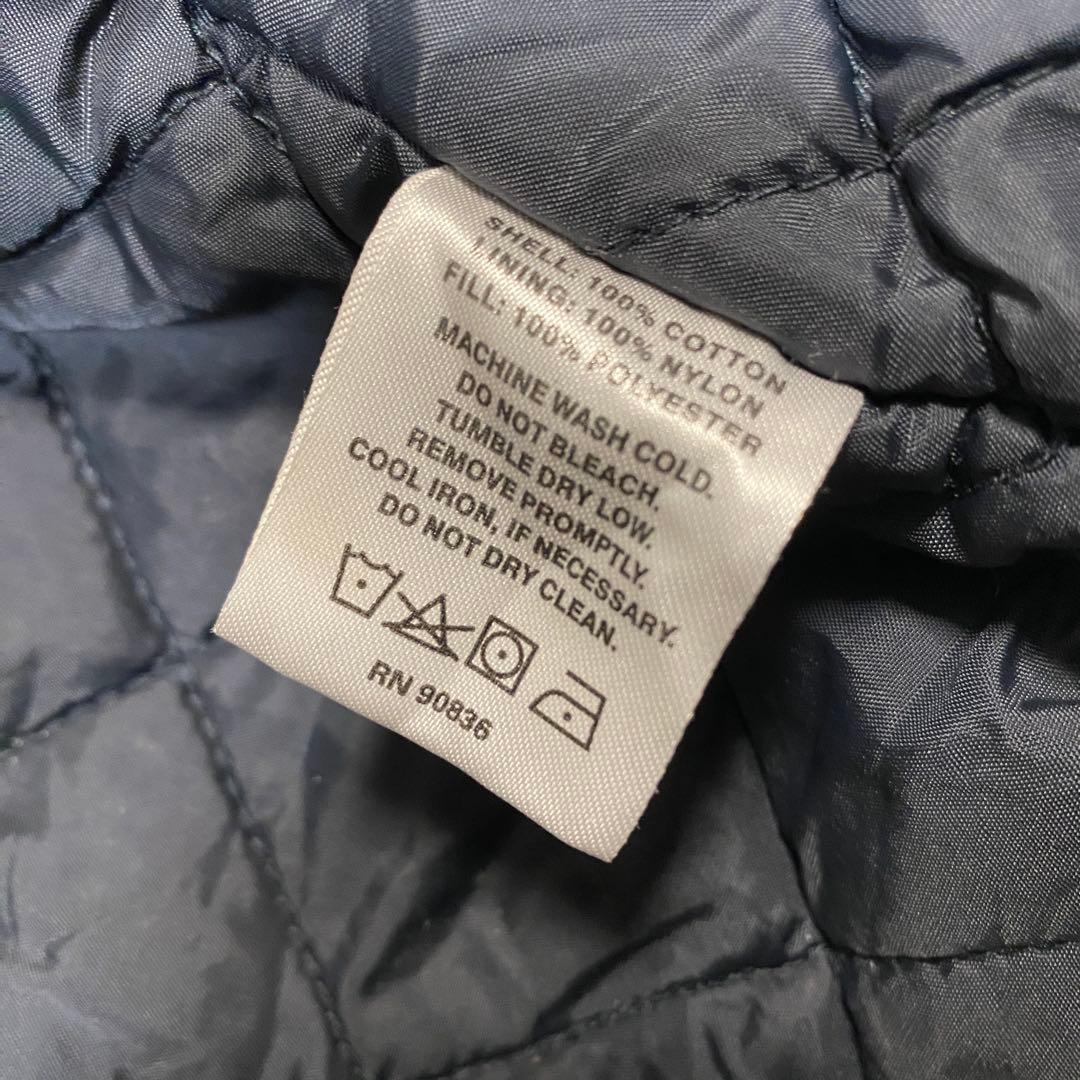 SHELL: 100% COTTON
LINING: 100% NYLON
FILL: 100% POLYESTER
MACHINE WASH COLD.
DO NOT BLEACH.
TUMBLE DRY LOW.
REMOVE PROMPTLY.
COOL IRON, IF NECESSARY.
DO NOT DRY CLEAN.
RN 90836